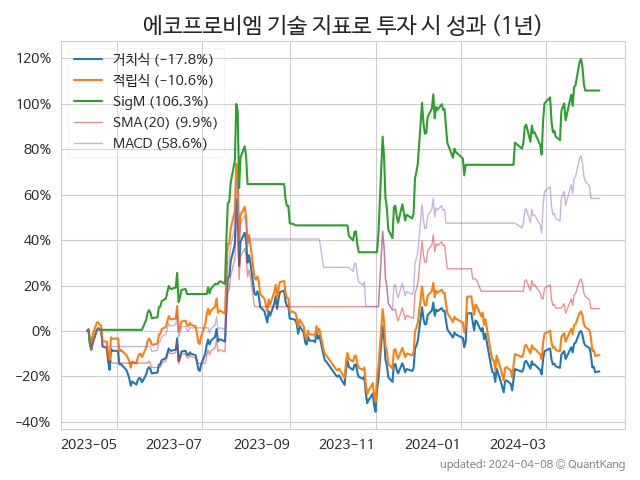 에코프로비엠 기술 지표로 투자 시 성과 (1년)
120%
100%
80%
60%
40%
20%
0%
−20%
−40%
거치식 (−17.8%)
적립식 (−10.6%)
SigM (106.3%)
SMA(20) (9.9%)
MACD (58.6%)
2023-05 2023-07 2023-09 2023-11 2024-01 2024-03
updated: 2024-04-08 © QuantKang